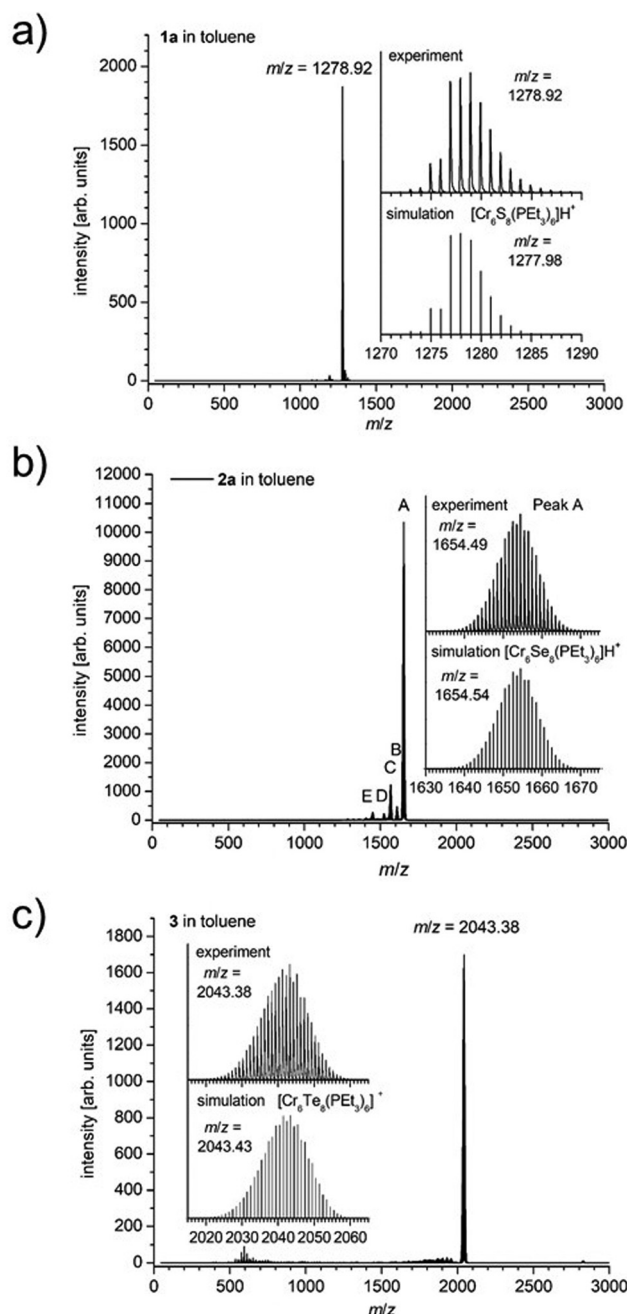 a)
1a in toluene
m/z = 1278.92
experiment
m/z =
1278.92
simulation [Cr6S8(PEt3)6]H+
m/z =
1277.98
1270 1275 1280 1285 1290
intensity [arb. units]
2000
1500
1000
500
0
0 500 1000 1500 2000 2500 3000
m/z
b)
2a in toluene
A
B
C
E D
experiment Peak A
m/z =
1654.49
simulation [Cr6Se8(PEt3)6]H+
m/z =
1654.54
1630 1640 1650 1660 1670
intensity [arb. units]
12000
11000
10000
9000
8000
7000
6000
5000
4000
3000
2000
1000
0
0 500 1000 1500 2000 2500 3000
m/z
c)
3 in toluene
m/z = 2043.38
experiment
m/z =
2043.38
simulation [Cr6Te8(PEt3)6] +
m/z =
2043.43
2020 2030 2040 2050 2060
intensity [arb. units]
1800
1600
1400
1200
1000
800
600
400
200
0
0 500 1000 1500 2000 2500 3000
m/z